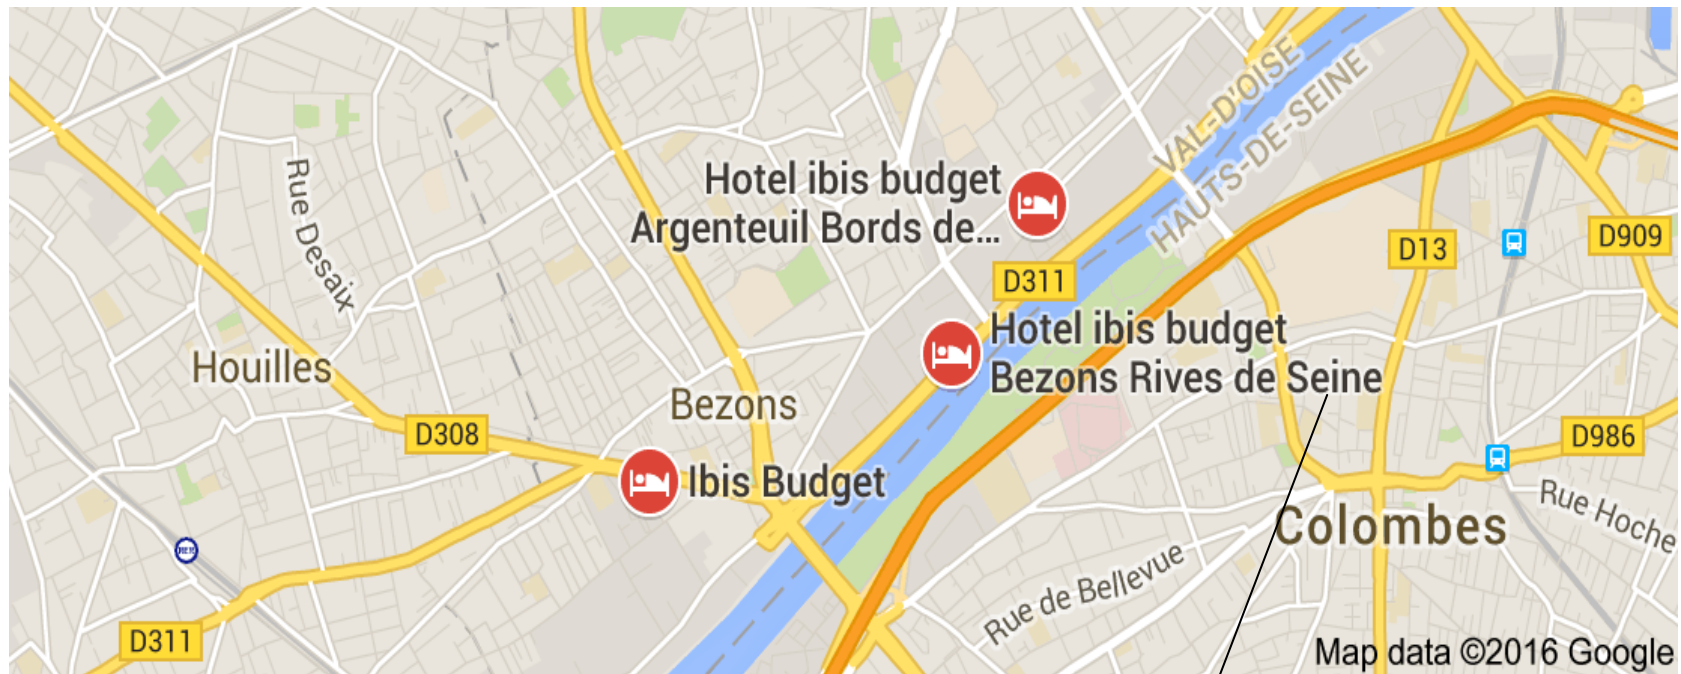 VAL-D'OISE
HAUTS-DE-SEINE
Rue Desaix
Hotel ibis budget
Argenteuil Bords de...
D13
D909
D311
Hotel ibis budget
Bezons Rives de Seine
Houilles
Bezons
D308
D986
Ibis Budget
Colombes
Rue Hoche
RER
Rue de Bellevue
D311
Map data ©2016 Google